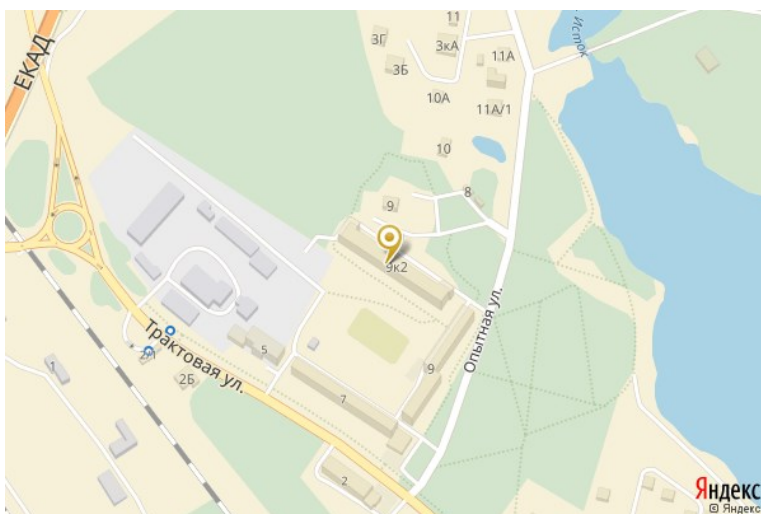 11
3Г
3кА
Исток
3Б
11А
ЕКАД
10А
11А/1
10
8
9
9к2
Опытная ул.
Трактовая ул.
5
1
2Б
9
7
2
Яндекс
© Яндекс